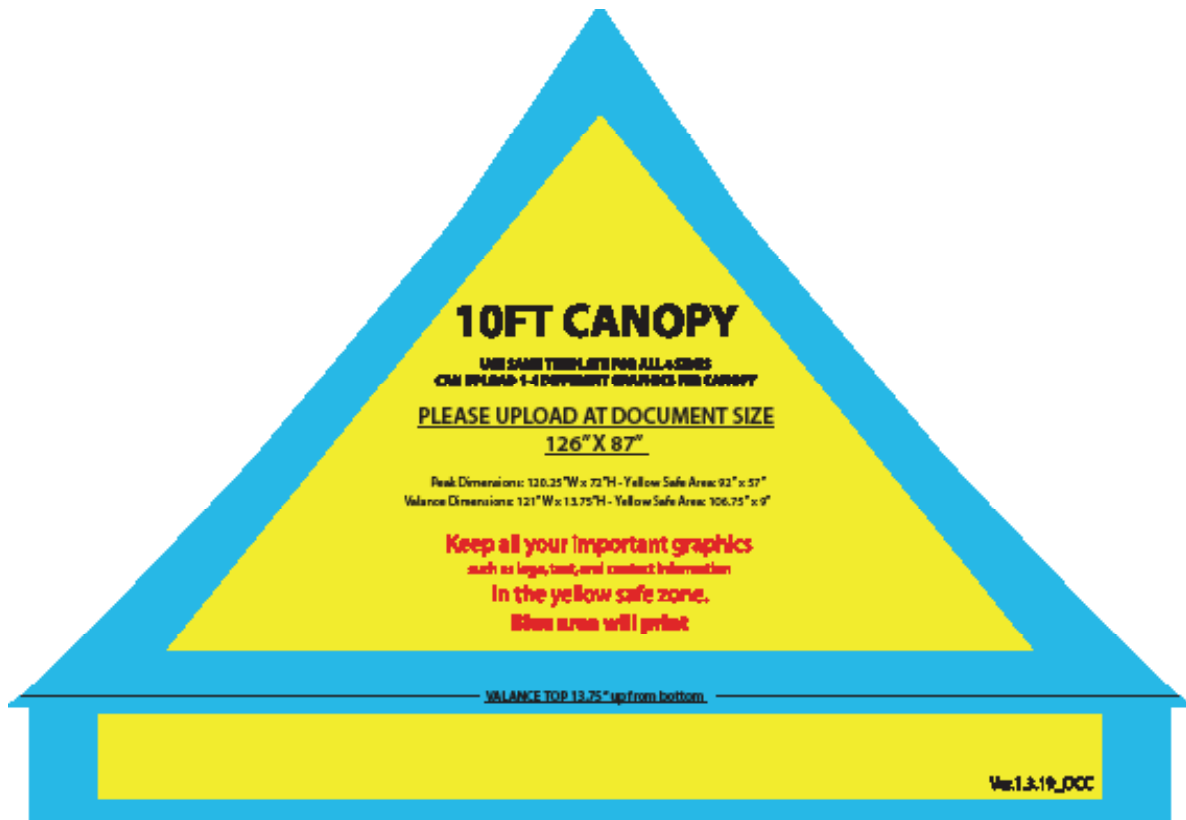 10FT CANOPY
USE SAME TEMPLATE FOR ALL 4 SIDES
CAN UPLOAD 1-4 DIFFERENT GRAPHICS PER CANOPY
PLEASE UPLOAD AT DOCUMENT SIZE
126" X 87"
Peak Dimensions: 120.25"W x 72"H - Yellow Safe Area: 92" x 57"
Valance Dimensions: 121" W x 13.75"H - Yellow Safe Area: 106.75" x 9"
Keep all your important graphics
such as logo, text, and contact information
in the yellow safe zone.
Blue area will print
VALANCE TOP 13.75" up from bottom
Ver.1.3.19_OCC